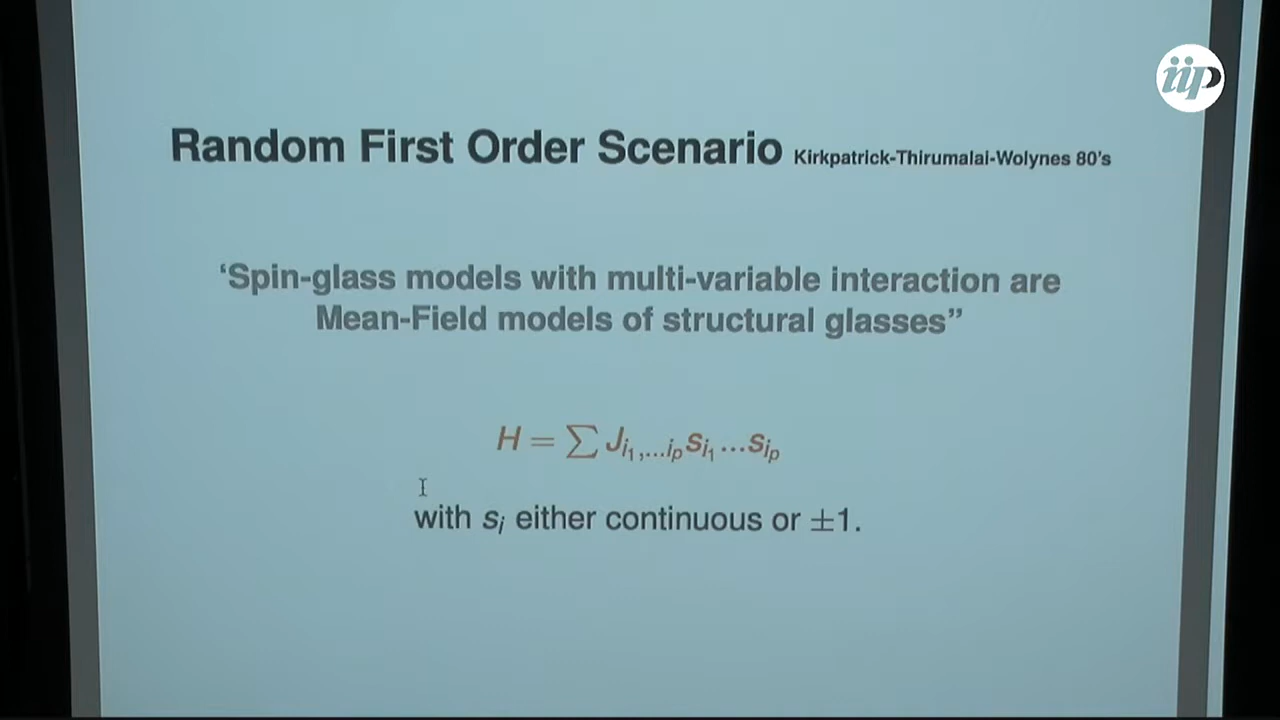 iip
Random First Order Scenario Kirkpatrick-Thirumalai-Wolynes 80's
‘Spin-glass models with multi-variable interaction are
Mean-Field models of structural glasses”
H = ∑ J_{i_1,...i_p} s_{i_1} ... s_{i_p}
with s_i either continuous or ±1.